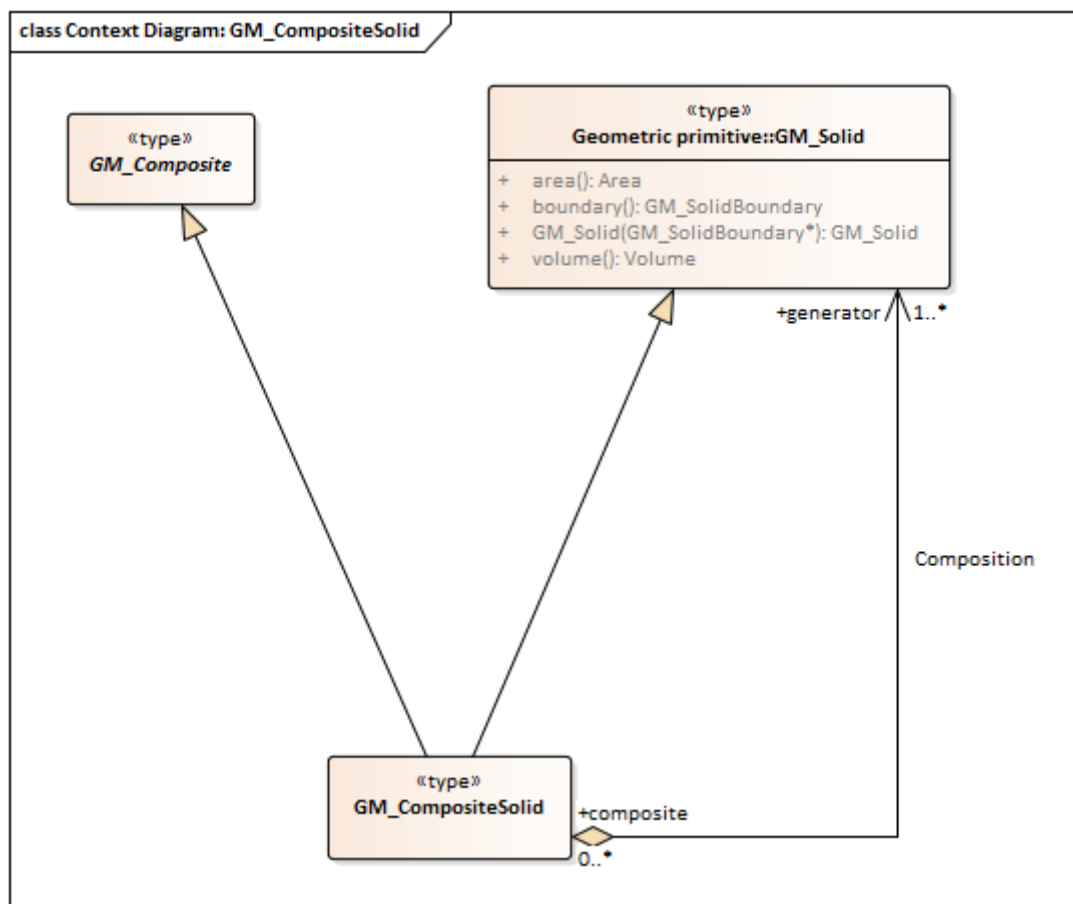 class Context Diagram: GM_CompositeSolid
«type»
GM_Composite
«type»
Geometric primitive::GM_Solid
+ area(): Area
+ boundary(): GM_SolidBoundary
+ GM_Solid(GM_SolidBoundary*): GM_Solid
+ volume(): Volume
+generator
1..*
Composition
«type»
GM_CompositeSolid
+composite
0..*